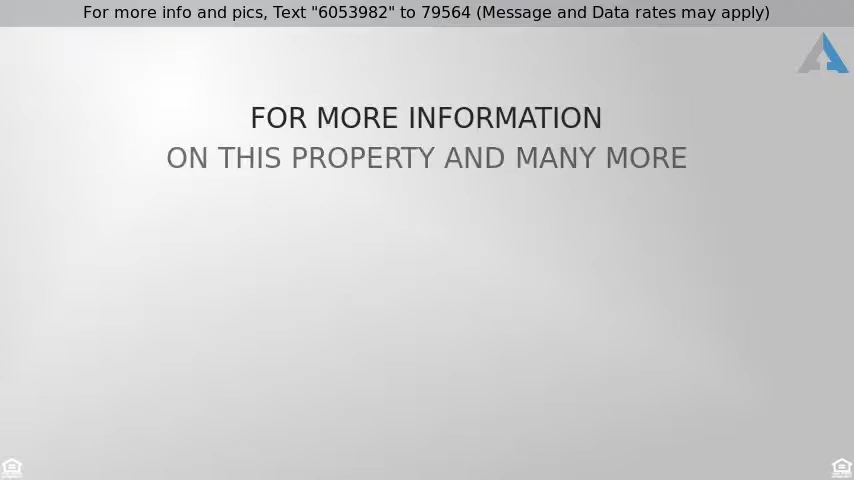 For more info and pics, Text "6053982" to 79564 (Message and Data rates may apply)
FOR MORE INFORMATION
ON THIS PROPERTY AND MANY MORE